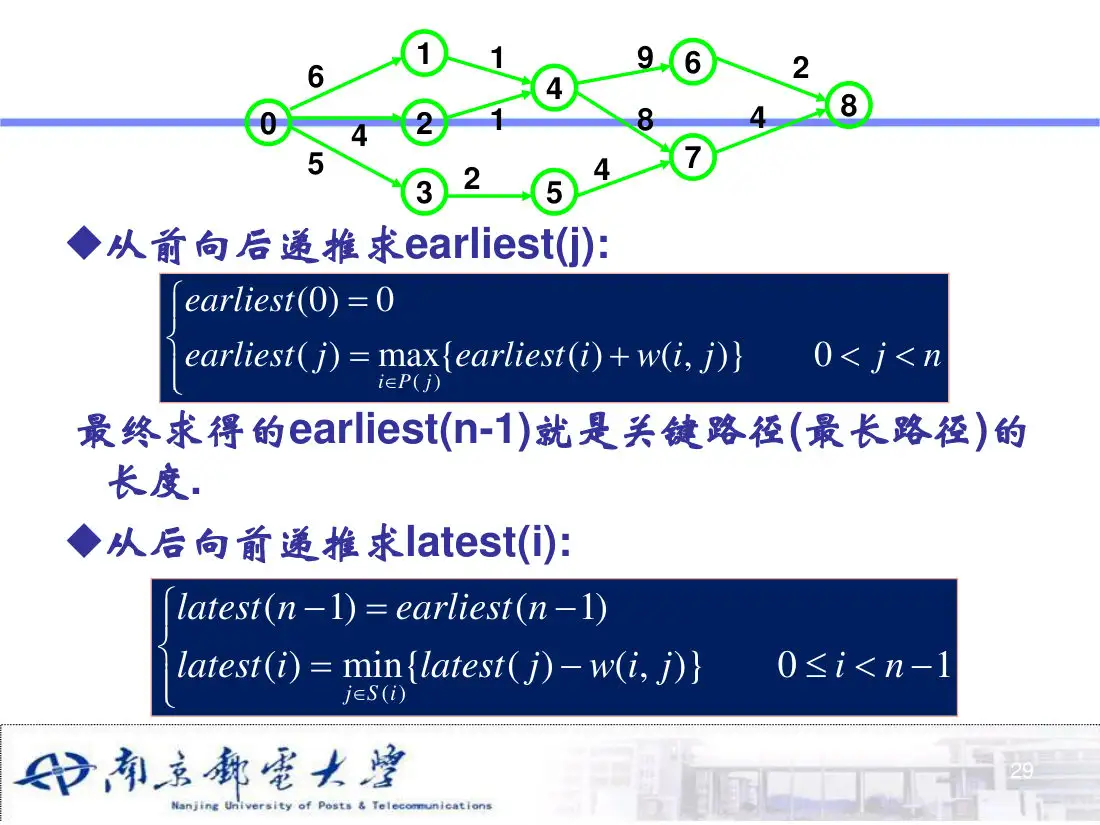 1 1 9 6 2
6 4 8
0 4 2 1 8 4
5 7
3 2 5 4
◆从前向后递推求earliest(j):
earliest(0) = 0
earliest(j) = max{earliest(i) + w(i, j)} 0 < j < n
i∈P(j)
最终求得的earliest(n-1)就是关键路径(最长路径)的
长度.
◆从后向前递推求latest(i):
latest(n − 1) = earliest(n − 1)
latest(i) = min{latest(j) − w(i, j)} 0 ≤ i < n − 1
j∈S(i)
南京邮電大学
29
Nanjing University of Posts & Telecommunications